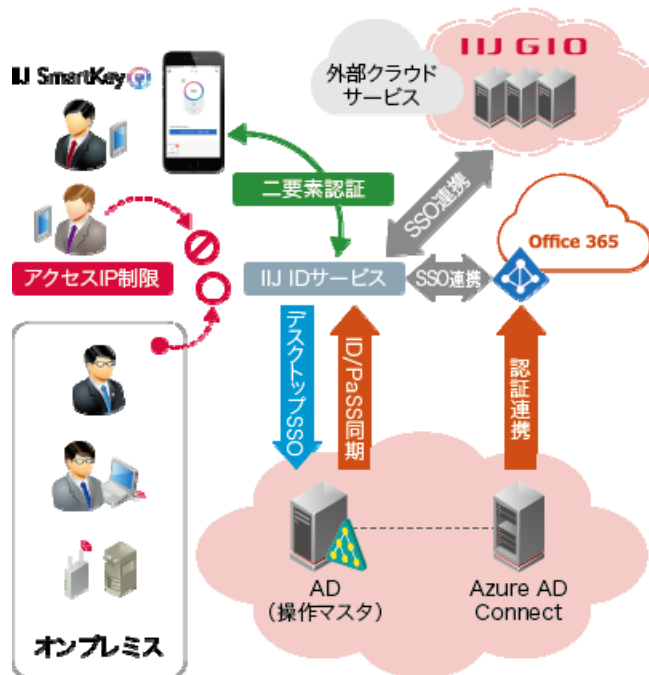 IIJ SmartKey
外部クラウド
サービス
IIJ GIO
二要素認証
SSO連携
Office 365
アクセスIP制限
IIJ IDサービス
SSO連携
デスクトップSSO
ID/PaSS同期
認証連携
AD
(操作マスタ)
Azure AD
Connect
オンプレミス